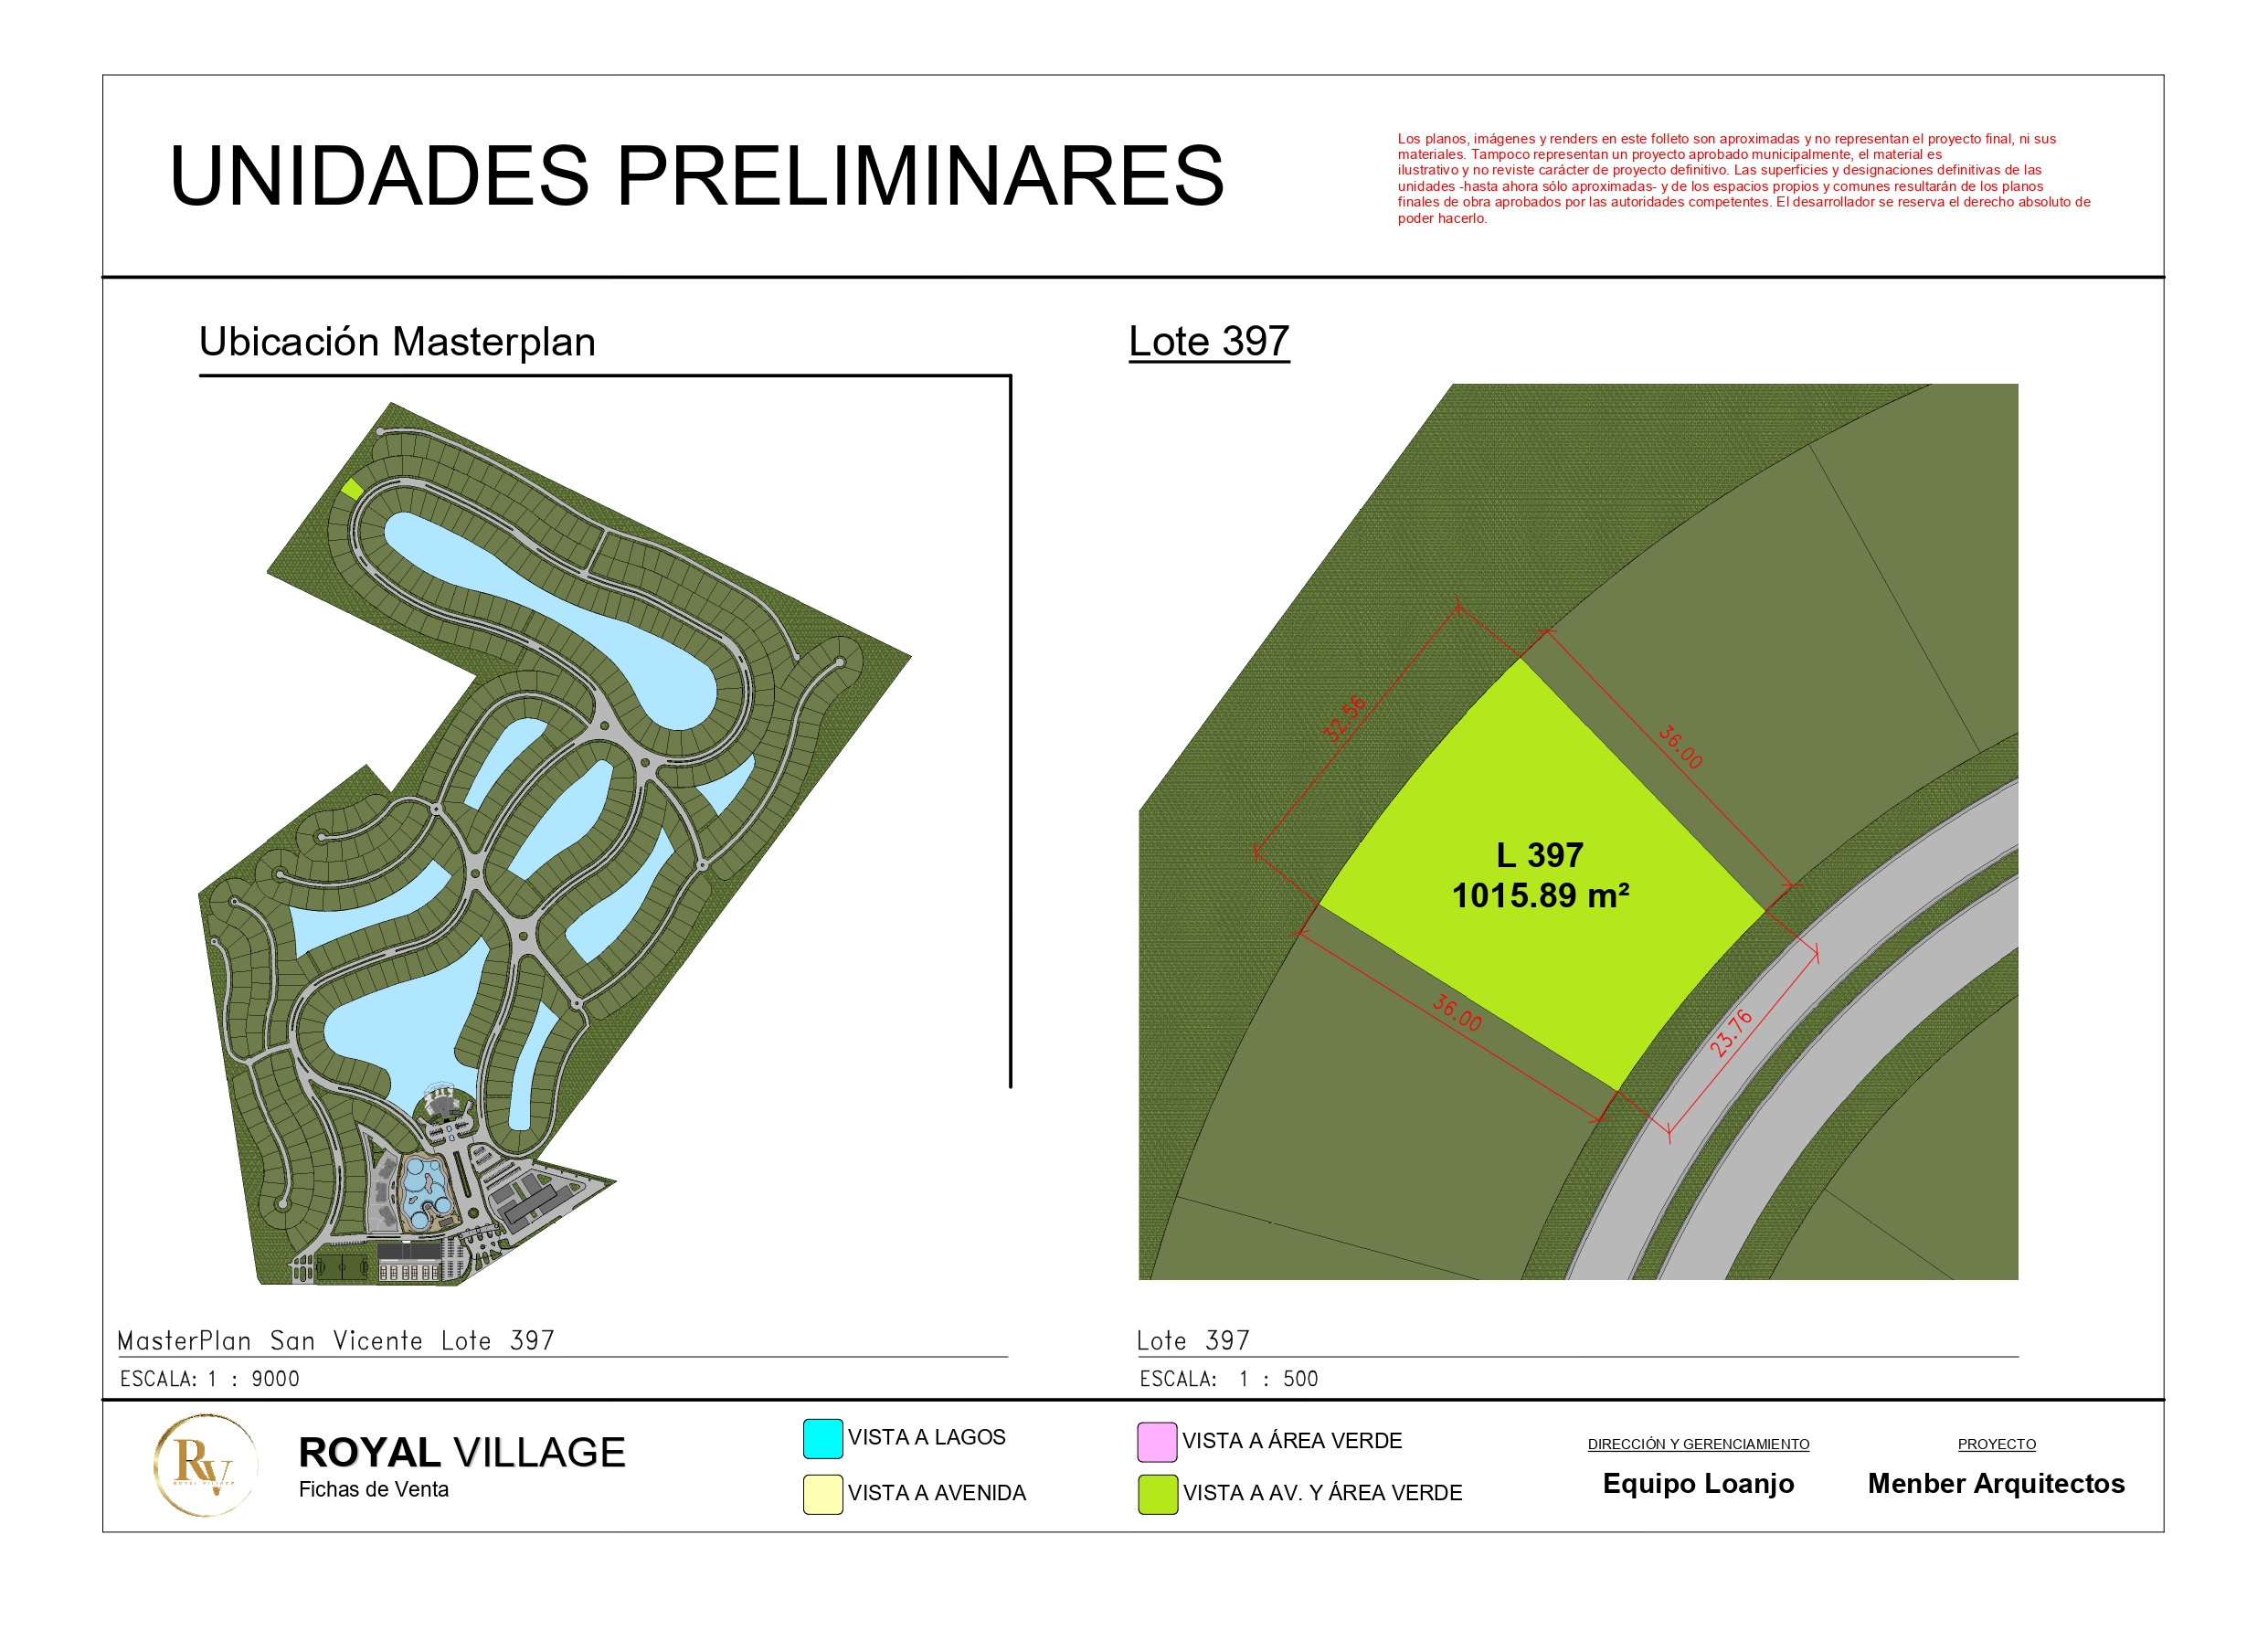 UNIDADES PRELIMINARES
Los planos, imágenes y renders en este folleto son aproximadas y no representan el proyecto final, ni sus
materiales. Tampoco representan un proyecto aprobado municipalmente, el material es
ilustrativo y no reviste carácter de proyecto definitivo. Las superficies y designaciones definitivas de las
unidades -hasta ahora sólo aproximadas- y de los espacios propios y comunes resultarán de los planos
finales de obra aprobados por las autoridades competentes. El desarrollador se reserva el derecho absoluto de
poder hacerlo.
Ubicación Masterplan
Lote 397
32.56
36.00
L 397
1015.89 m²
36.00
23.76
MasterPlan San Vicente Lote 397
ESCALA: 1 : 9000
Lote 397
ESCALA: 1 : 500
RV
ROYAL VILLAGE
ROYAL VILLAGE
Fichas de Venta
VISTA A LAGOS
VISTA A AVENIDA
VISTA A ÁREA VERDE
VISTA A AV. Y ÁREA VERDE
DIRECCIÓN Y GERENCIAMIENTO
Equipo Loanjo
PROYECTO
Menber Arquitectos